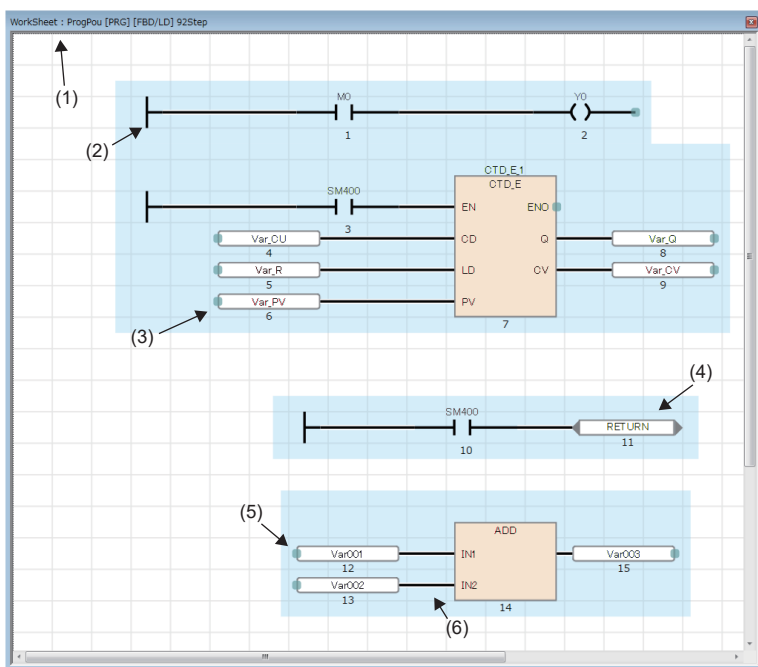 WorkSheet : ProgPou [PRG] [FBD/LD] 92Step
(1)
M0
Y0
1
2
(2)
CTD_E_1
CTD_E
SM400
EN
ENO
3
Var_CU
CD
Q
Var_Q
4
8
Var_R
LD
CV
Var_CV
5
9
Var_PV
PV
6
7
(3)
(4)
SM400
RETURN
10
11
(5)
ADD
Var001
IN1
Var003
12
15
Var002
IN2
13
14
(6)